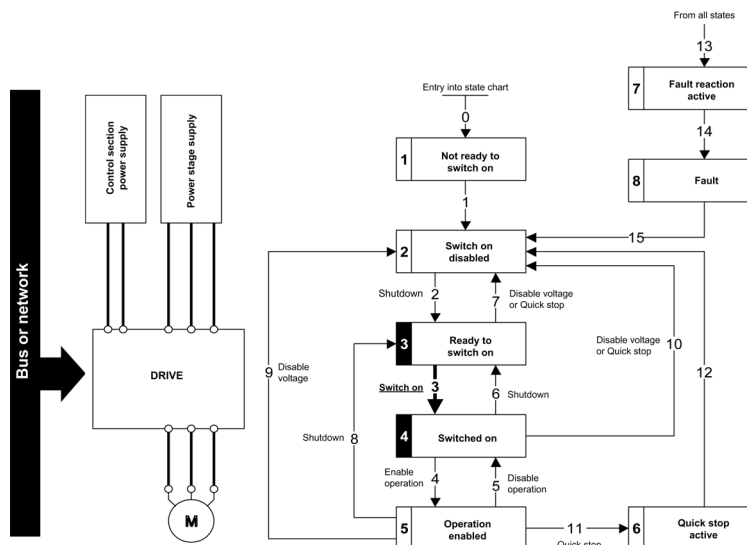 From all states
13
7
Fault reaction
active
14
8
Fault
15
Entry into state chart
0
1
Not ready to
switch on
1
2
Switch on
disabled
Shutdown
2
7
Disable voltage
or Quick stop
3
Ready to
switch on
Switch on
3
6
Shutdown
4
Switched on
Enable
operation
4
5
Disable
operation
5
Operation
enabled
11
Quick stop
6
Quick stop
active
9
Disable
voltage
Shutdown
8
Disable voltage
or Quick stop
10
12
Bus or network
Control section
power supply
Power stage supply
DRIVE
M